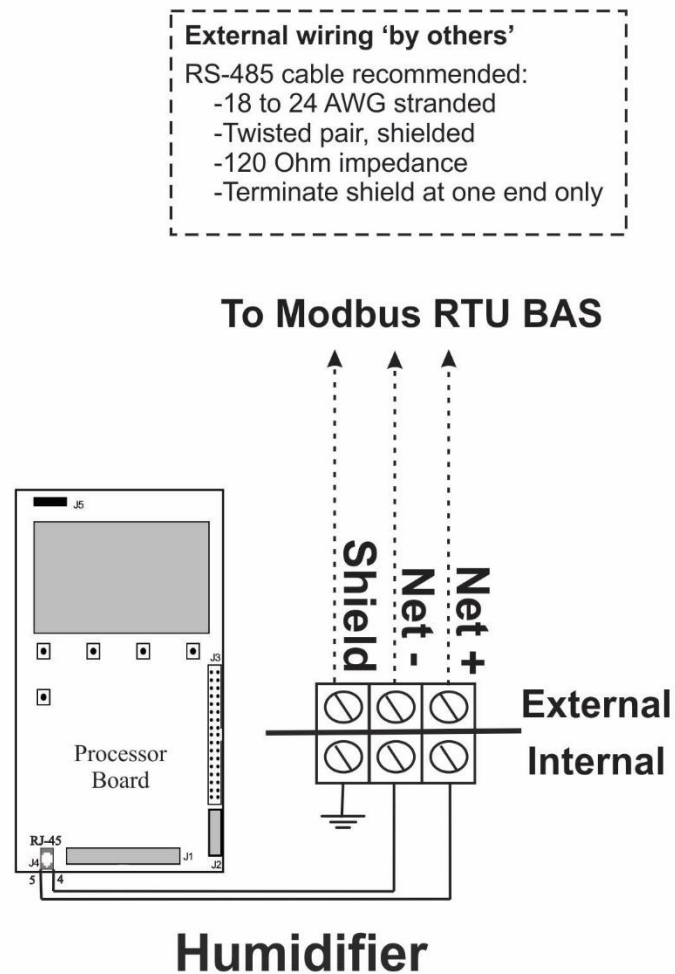 External wiring ‘by others’
RS-485 cable recommended:
-18 to 24 AWG stranded
-Twisted pair, shielded
-120 Ohm impedance
-Terminate shield at one end only
To Modbus RTU BAS
J5
Shield
Net -
Net +
J3
External
Internal
Processor
Board
RJ-45
J4
J1
J2
5 4
Humidifier